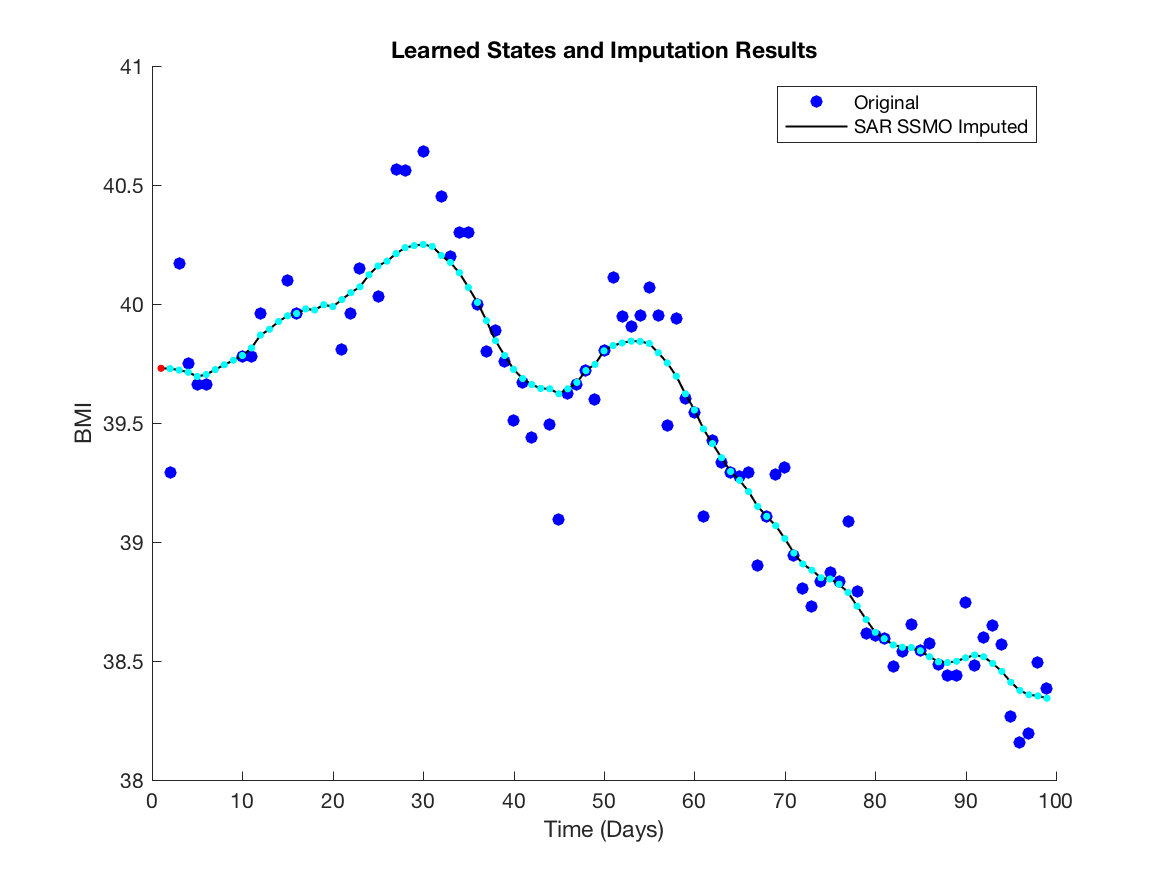 Learned States and Imputation Results
Original
SAR SSMO Imputed
BMI
41
40.5
40
39.5
39
38.5
38
0 10 20 30 40 50 60 70 80 90 100
Time (Days)